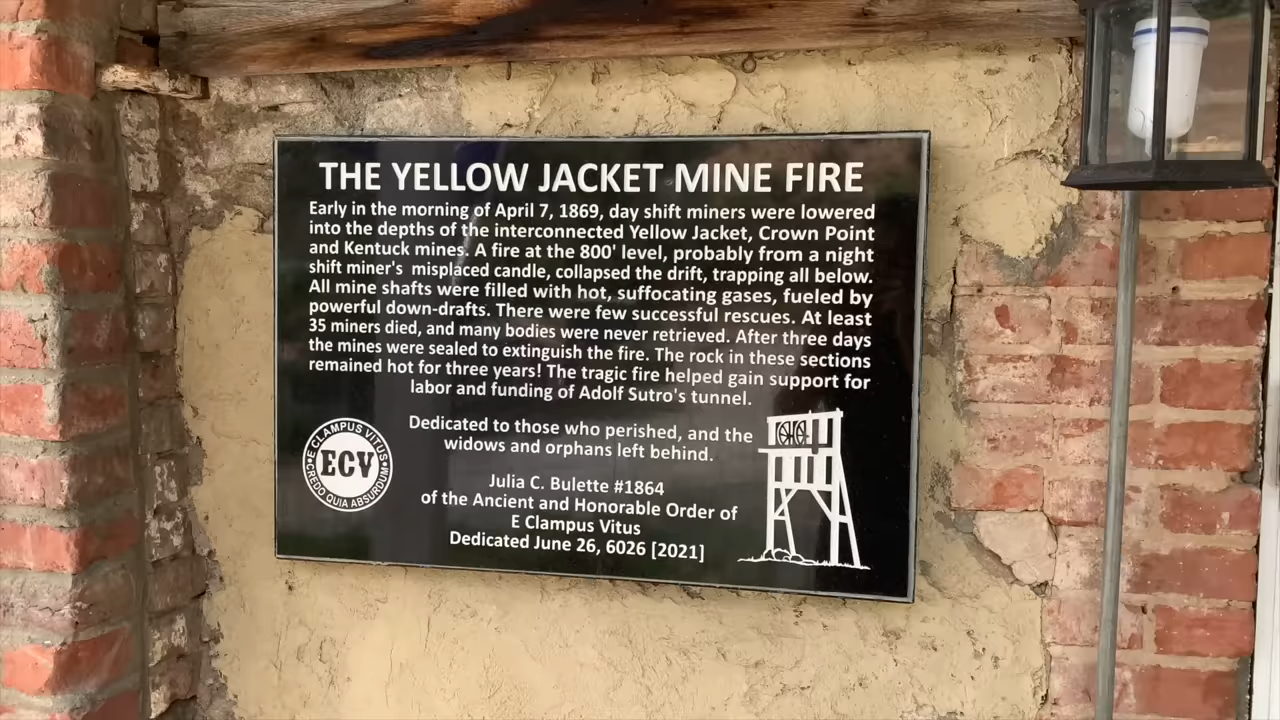 THE YELLOW JACKET MINE FIRE
Early in the morning of April 7, 1869, day shift miners were lowered
into the depths of the interconnected Yellow Jacket, Crown Point
and Kentuck mines. A fire at the 800' level, probably from a night
shift miner's misplaced candle, collapsed the drift, trapping all below.
All mine shafts were filled with hot, suffocating gases, fueled by
powerful down-drafts. There were few successful rescues. At least
35 miners died, and many bodies were never retrieved. After three days
the mines were sealed to extinguish the fire. The rock in these sections
remained hot for three years! The tragic fire helped gain support for
labor and funding of Adolf Sutro's tunnel.
Dedicated to those who perished, and the
widows and orphans left behind.
E CLAMPUS VITUS
ECV
CREDO QUIA ABSURDUM
Julia C. Bulette #1864
of the Ancient and Honorable Order of
E Clampus Vitus
Dedicated June 26, 6026 [2021]